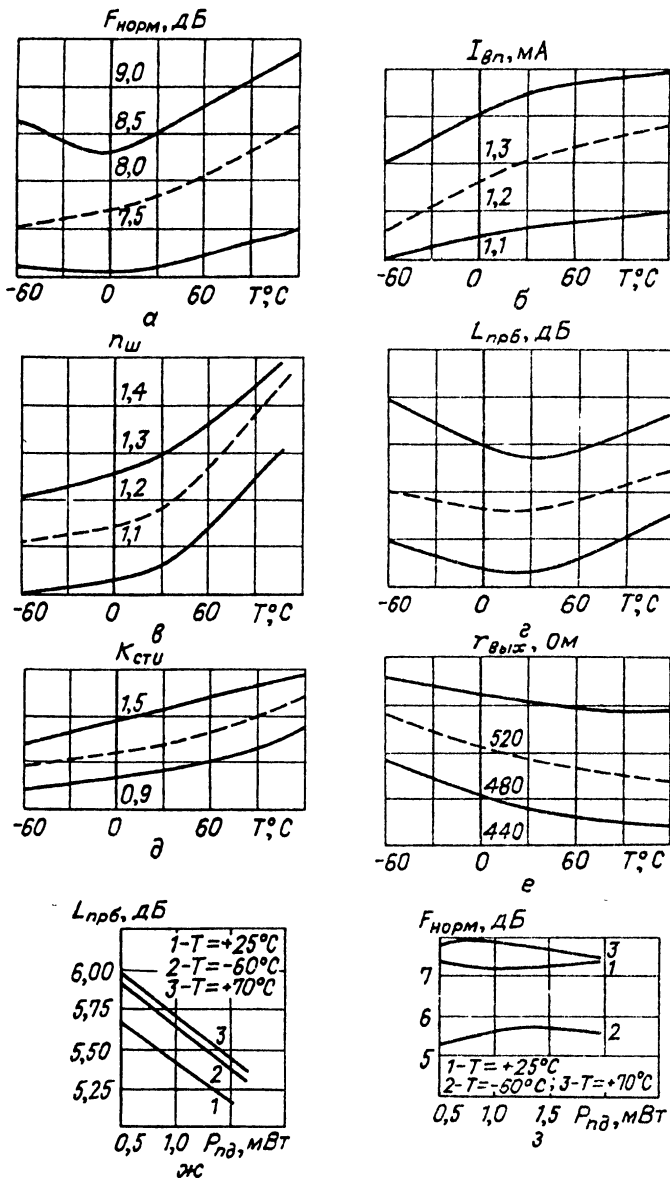 Fнорм, дБ
9,0
8,5
8,0
7,5
-60 0 60 T°, C
а
Iвп, мА
1,3
1,2
1,1
-60 0 60 T°, C
б
nш
1,4
1,3
1,2
1,1
-60 0 60 T°, C
в
Lпрб, дБ
-60 0 60 T°, C
г
Kстu
1,5
0,9
-60 0 60 T°, C
д
rвых, Ом
520
480
440
-60 0 60 T°, C
е
Lпрб, дБ
1-T=+25°C
2-T=-60°C
3-T=+70°C
6,00
5,75
5,50
5,25
3
2
1
0,5 1,0 Pпд, мВт
ж
Fнорм, дБ
7
6
5
3
1
2
1-T=+25°C
2-T=-60°C; 3-T=+70°C
0,5 1,0 1,5 Pпд, мВт
з